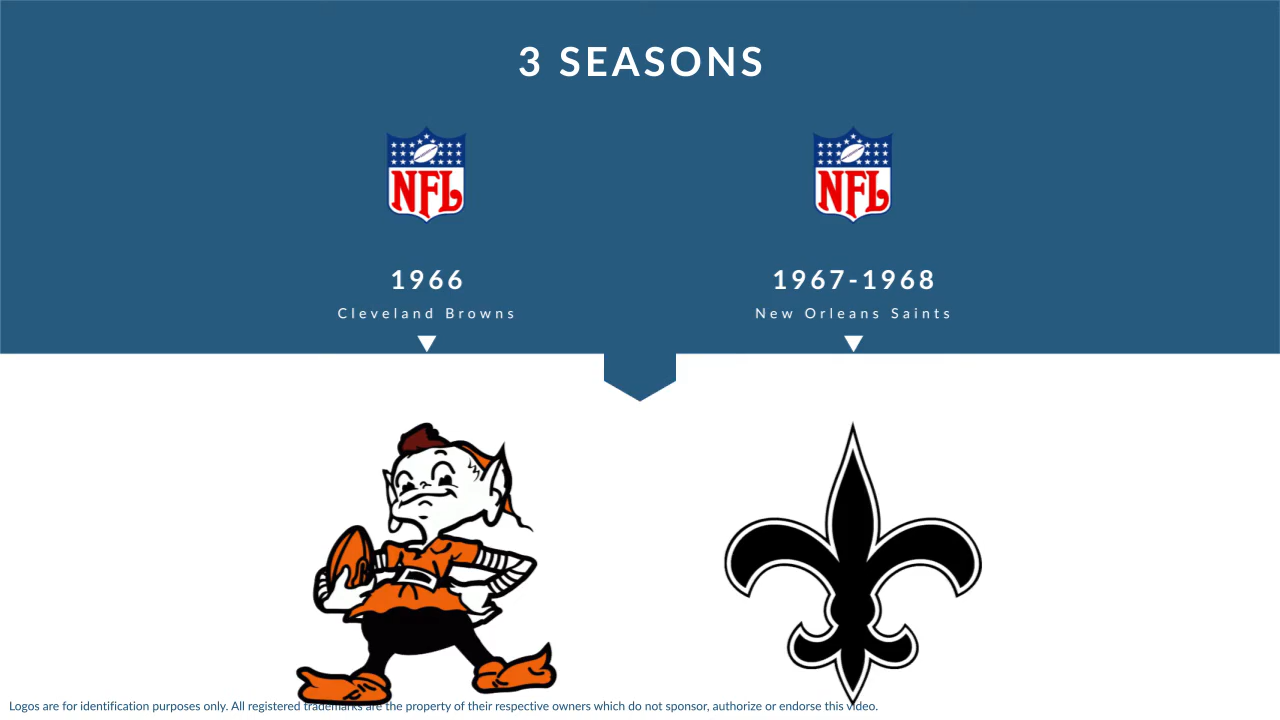 3 SEASONS
NFL
NFL
1966
1967-1968
Cleveland Browns
New Orleans Saints
Logos are for identification purposes only. All registered trademarks are the property of their respective owners which do not sponsor, authorize or endorse this video.